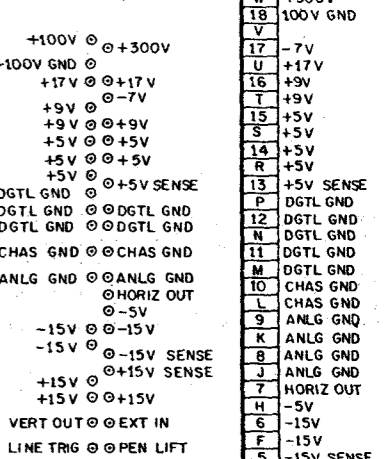 +300V
18 100V GND
V
17 -7V
U +17V
16 +9V
T +9V
15 +5V
S +5V
14 +5V
R +5V
13 +5V SENSE
P DGTL GND
12 DGTL GND
N DGTL GND
11 DGTL GND
M DGTL GND
10 CHAS GND
L CHAS GND
9 ANLG GND
K ANLG GND
8 ANLG GND
J ANLG GND
7 HORIZ OUT
H -5V
6 -15V
F -15V
5 -15V SENSE
+100V
+300V
+100V GND
+17V +17V
-7V
+9V
+9V +9V
+5V +5V
+5V +5V
+5V
+5V SENSE
DGTL GND
DGTL GND DGTL GND
DGTL GND DGTL GND
CHAS GND CHAS GND
ANLG GND ANLG GND
HORIZ OUT
-5V
-15V -15V
-15V
-15V SENSE
+15V SENSE
+15V
+15V +15V
VERT OUT EXT IN
LINE TRIG PEN LIFT